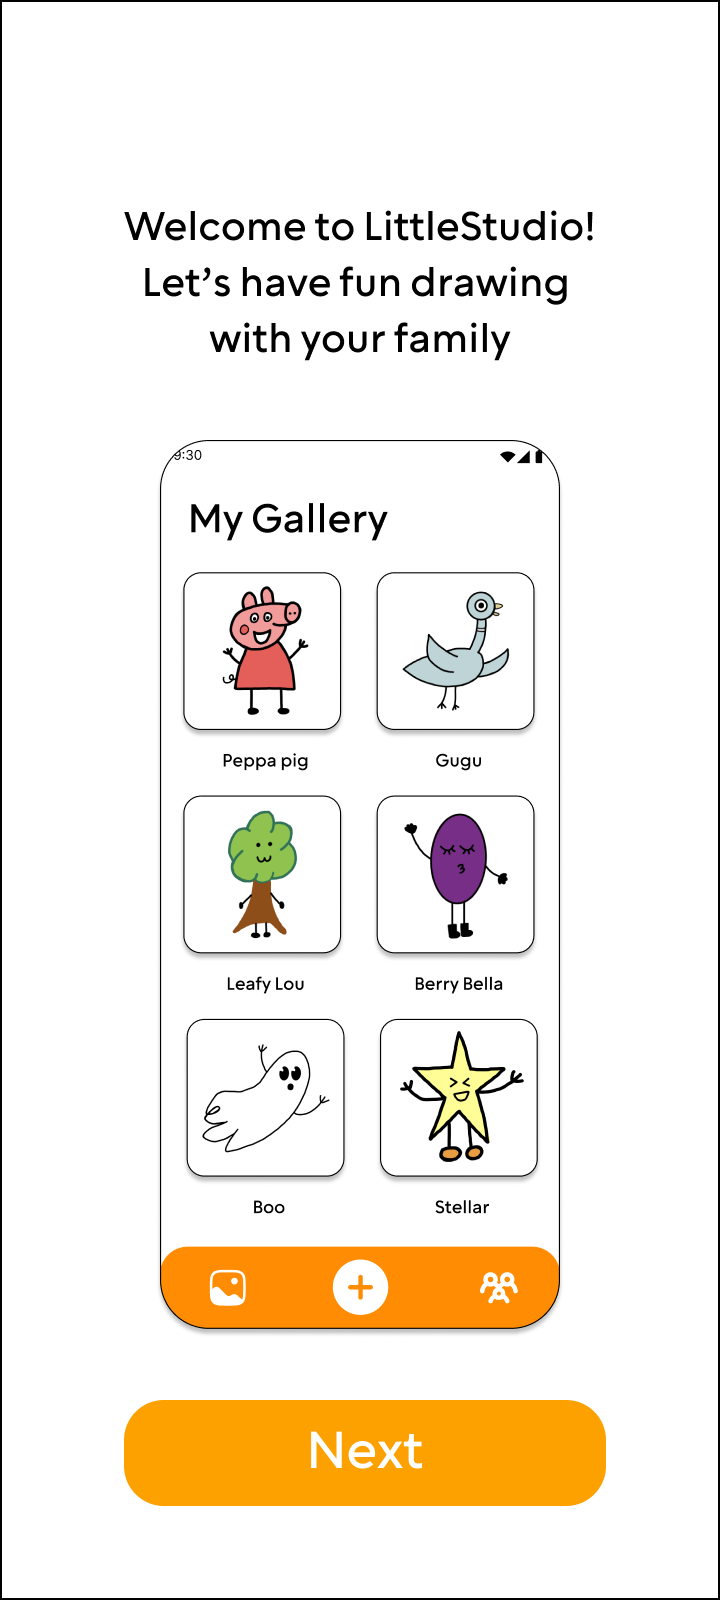 Welcome to LittleStudio!
Let’s have fun drawing
with your family
9:30
My Gallery
Peppa pig
Gugu
Leafy Lou
Berry Bella
Boo
Stellar
Next